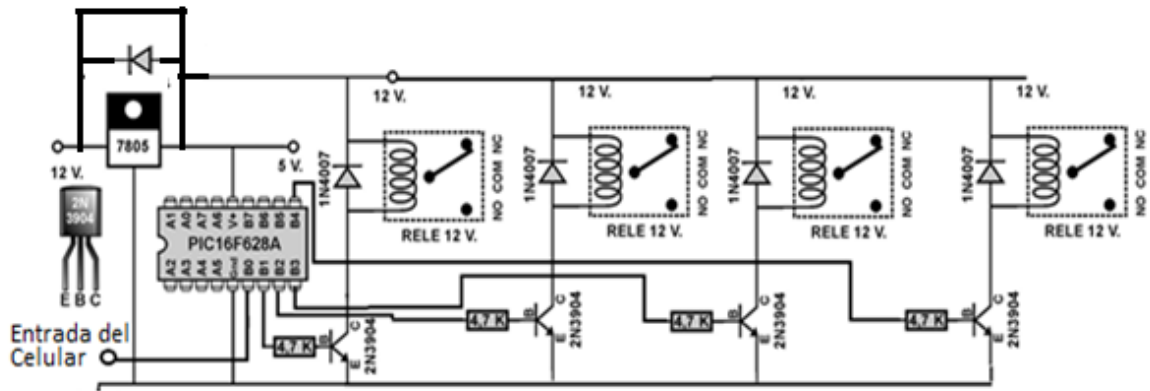 12 V.
12 V.
12 V.
12 V.
7805
12 V.
5 V.
1N4007
NO COM NC
RELE 12 V.
1N4007
NO COM NC
RELE 12 V.
1N4007
NO COM NC
RELE 12 V.
1N4007
NO COM NC
RELE 12 V.
2N
3904
E B C
A1 A0 A7 A6 V+ B7 B6 B5 B4
PIC16F628A
A2 A3 A4 A5 Gnd B0 B1 B2 B3
Entrada del
Celular
4,7 K
B
C
E
2N3904
4,7 K
B
C
E
2N3904
4,7 K
B
C
E
2N3904
4,7 K
B
C
E
2N3904